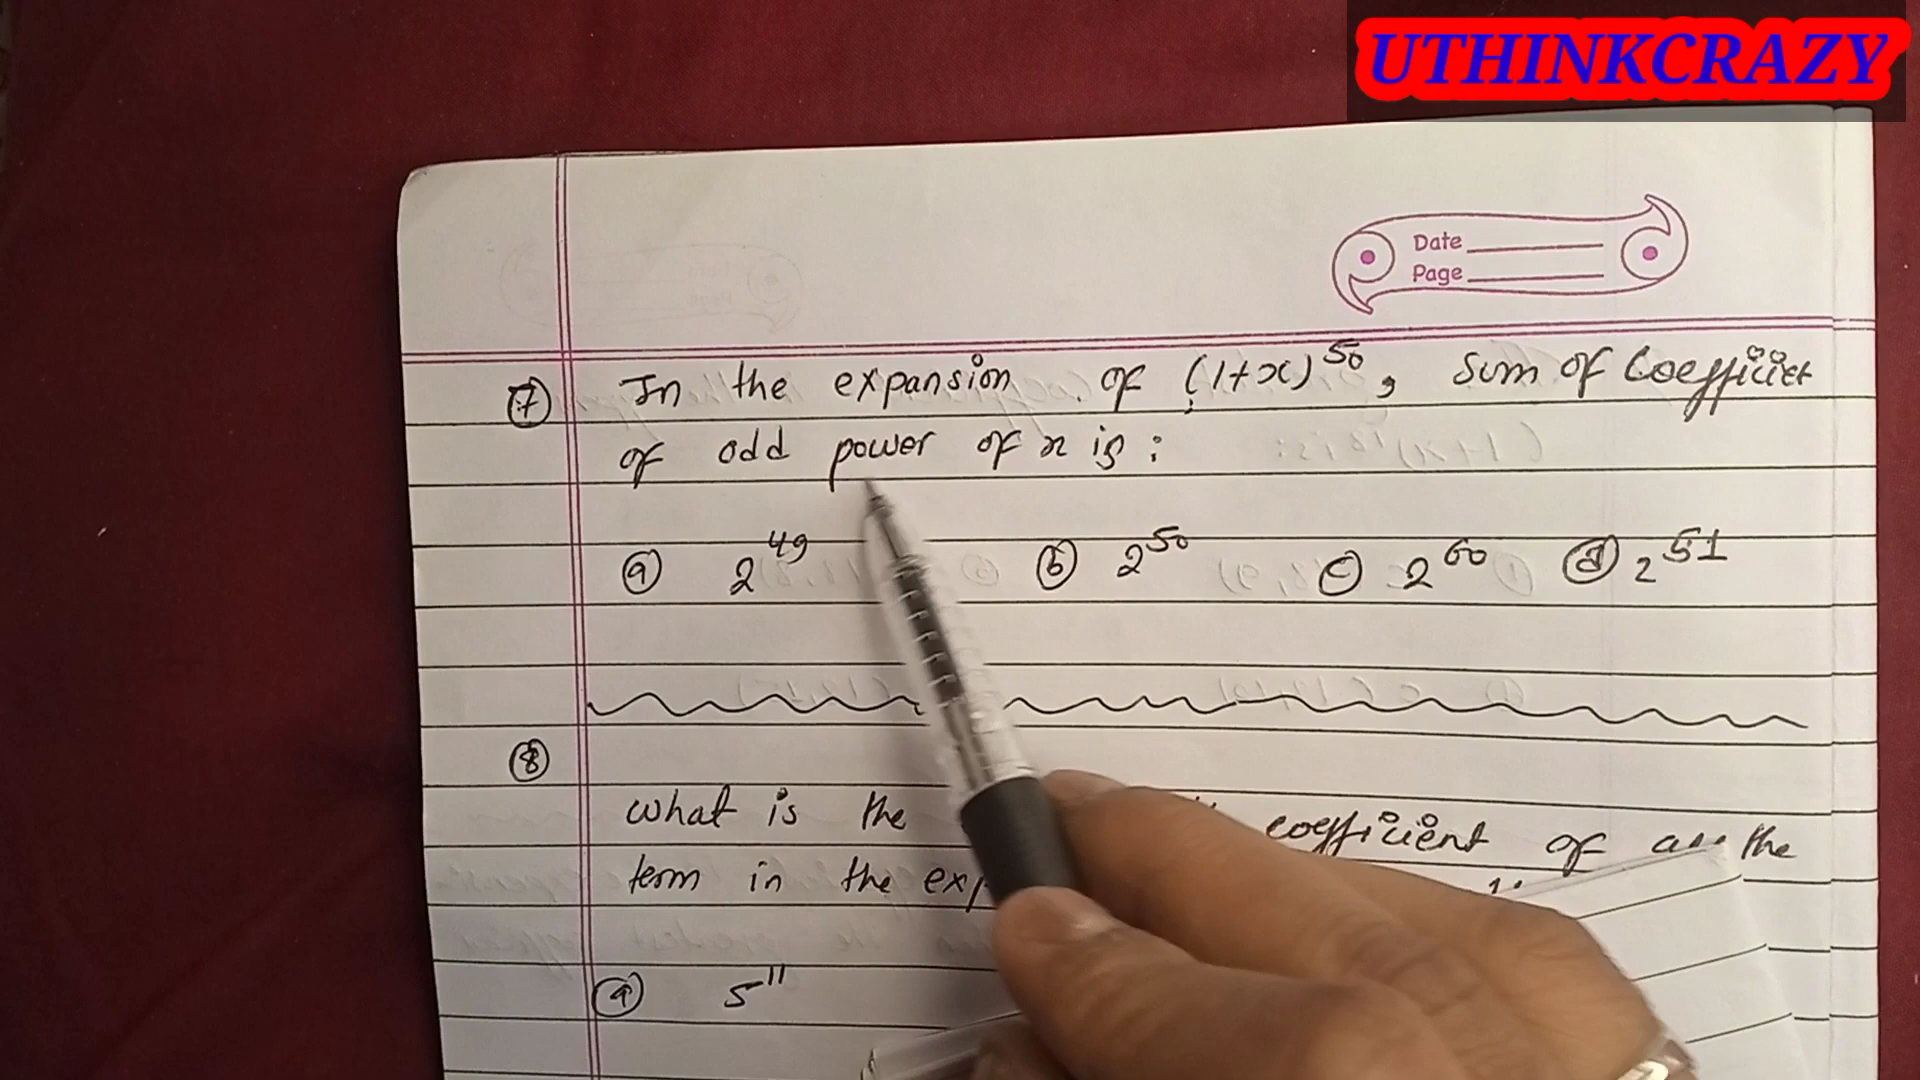 UTHINKCRAZY
Date
Page
7 In the expansion of (1+x)^50, Sum of Coefficiet
of odd power of x is:
a 2^49 b 2^50 c 2^60 d 2^51
8
What is the coefficient of all the
term in the exp
a 5^11